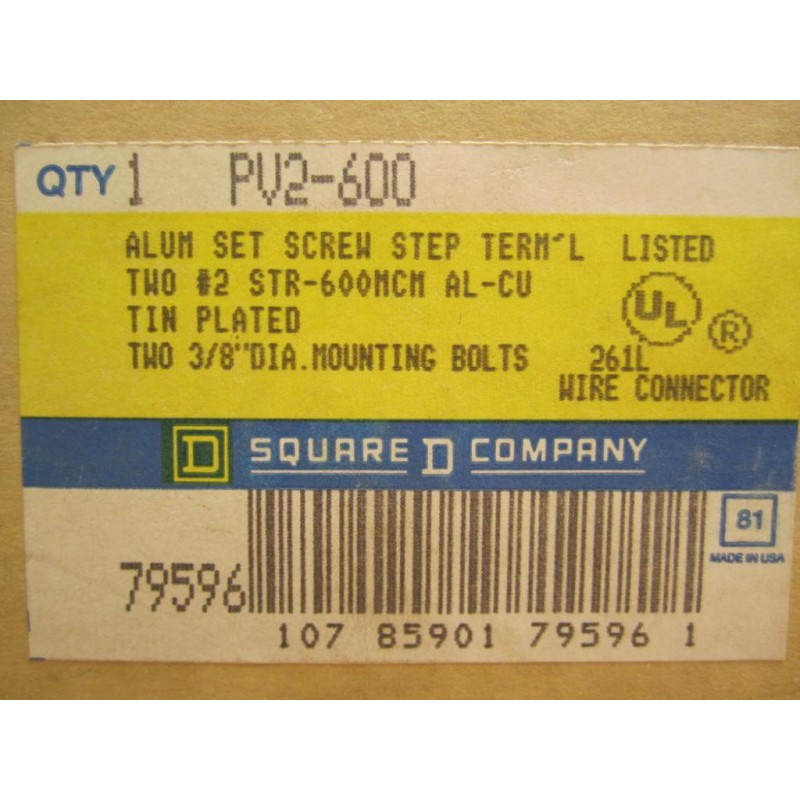 QTY 1 PV2-600
ALUM SET SCREW STEP TERM'L LISTED
TWO #2 STR-600MCM AL-CU
TIN PLATED
UL ®
TWO 3/8"DIA.MOUNTING BOLTS 261L
WIRE CONNECTOR
D SQUARE D COMPANY
81
MADE IN USA
79596
107 85901 79596 1